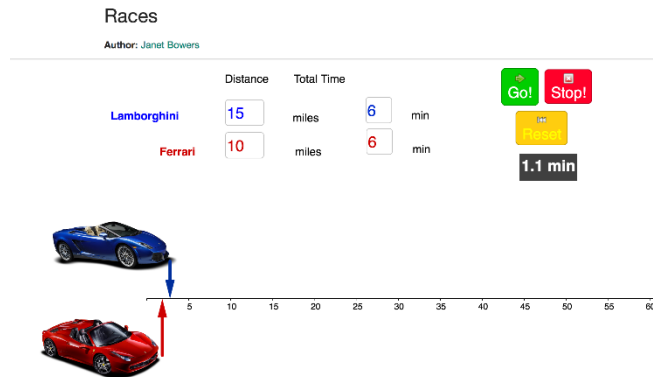 Races
Author: Janet Bowers
Distance Total Time
Go! Stop!
Lamborghini 15 miles 6 min
Reset
Ferrari 10 miles 6 min
1.1 min
5 10 15 20 25 30 35 40 45 50 55 60